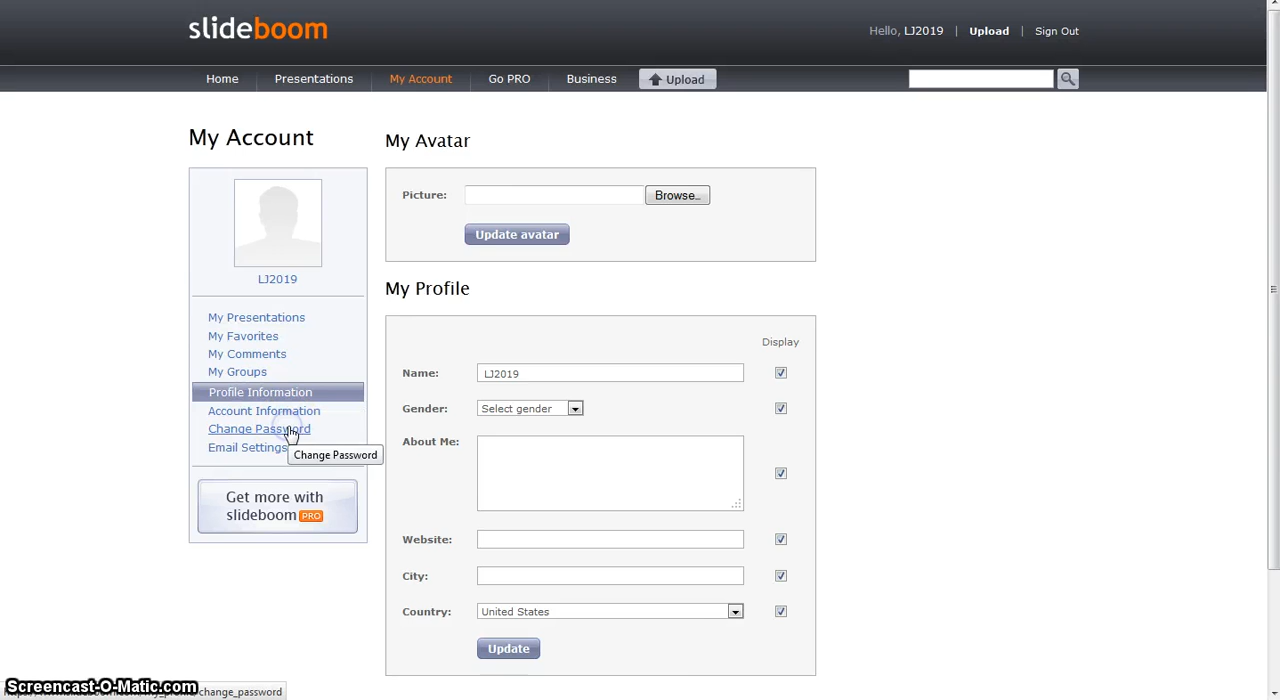 slideboom
Hello, LJ2019 | Upload | Sign Out
Home Presentations My Account Go PRO Business Upload
My Account
LJ2019
My Presentations
My Favorites
My Comments
My Groups
Profile Information
Account Information
Change Password
Email Settings
Change Password
Get more with
slideboom PRO
My Avatar
Picture: Browse..
Update avatar
My Profile
Display
Name: LJ2019
Gender: Select gender
About Me:
Website:
City:
Country: United States
Update
Screencast-O-Matic.com
change_password